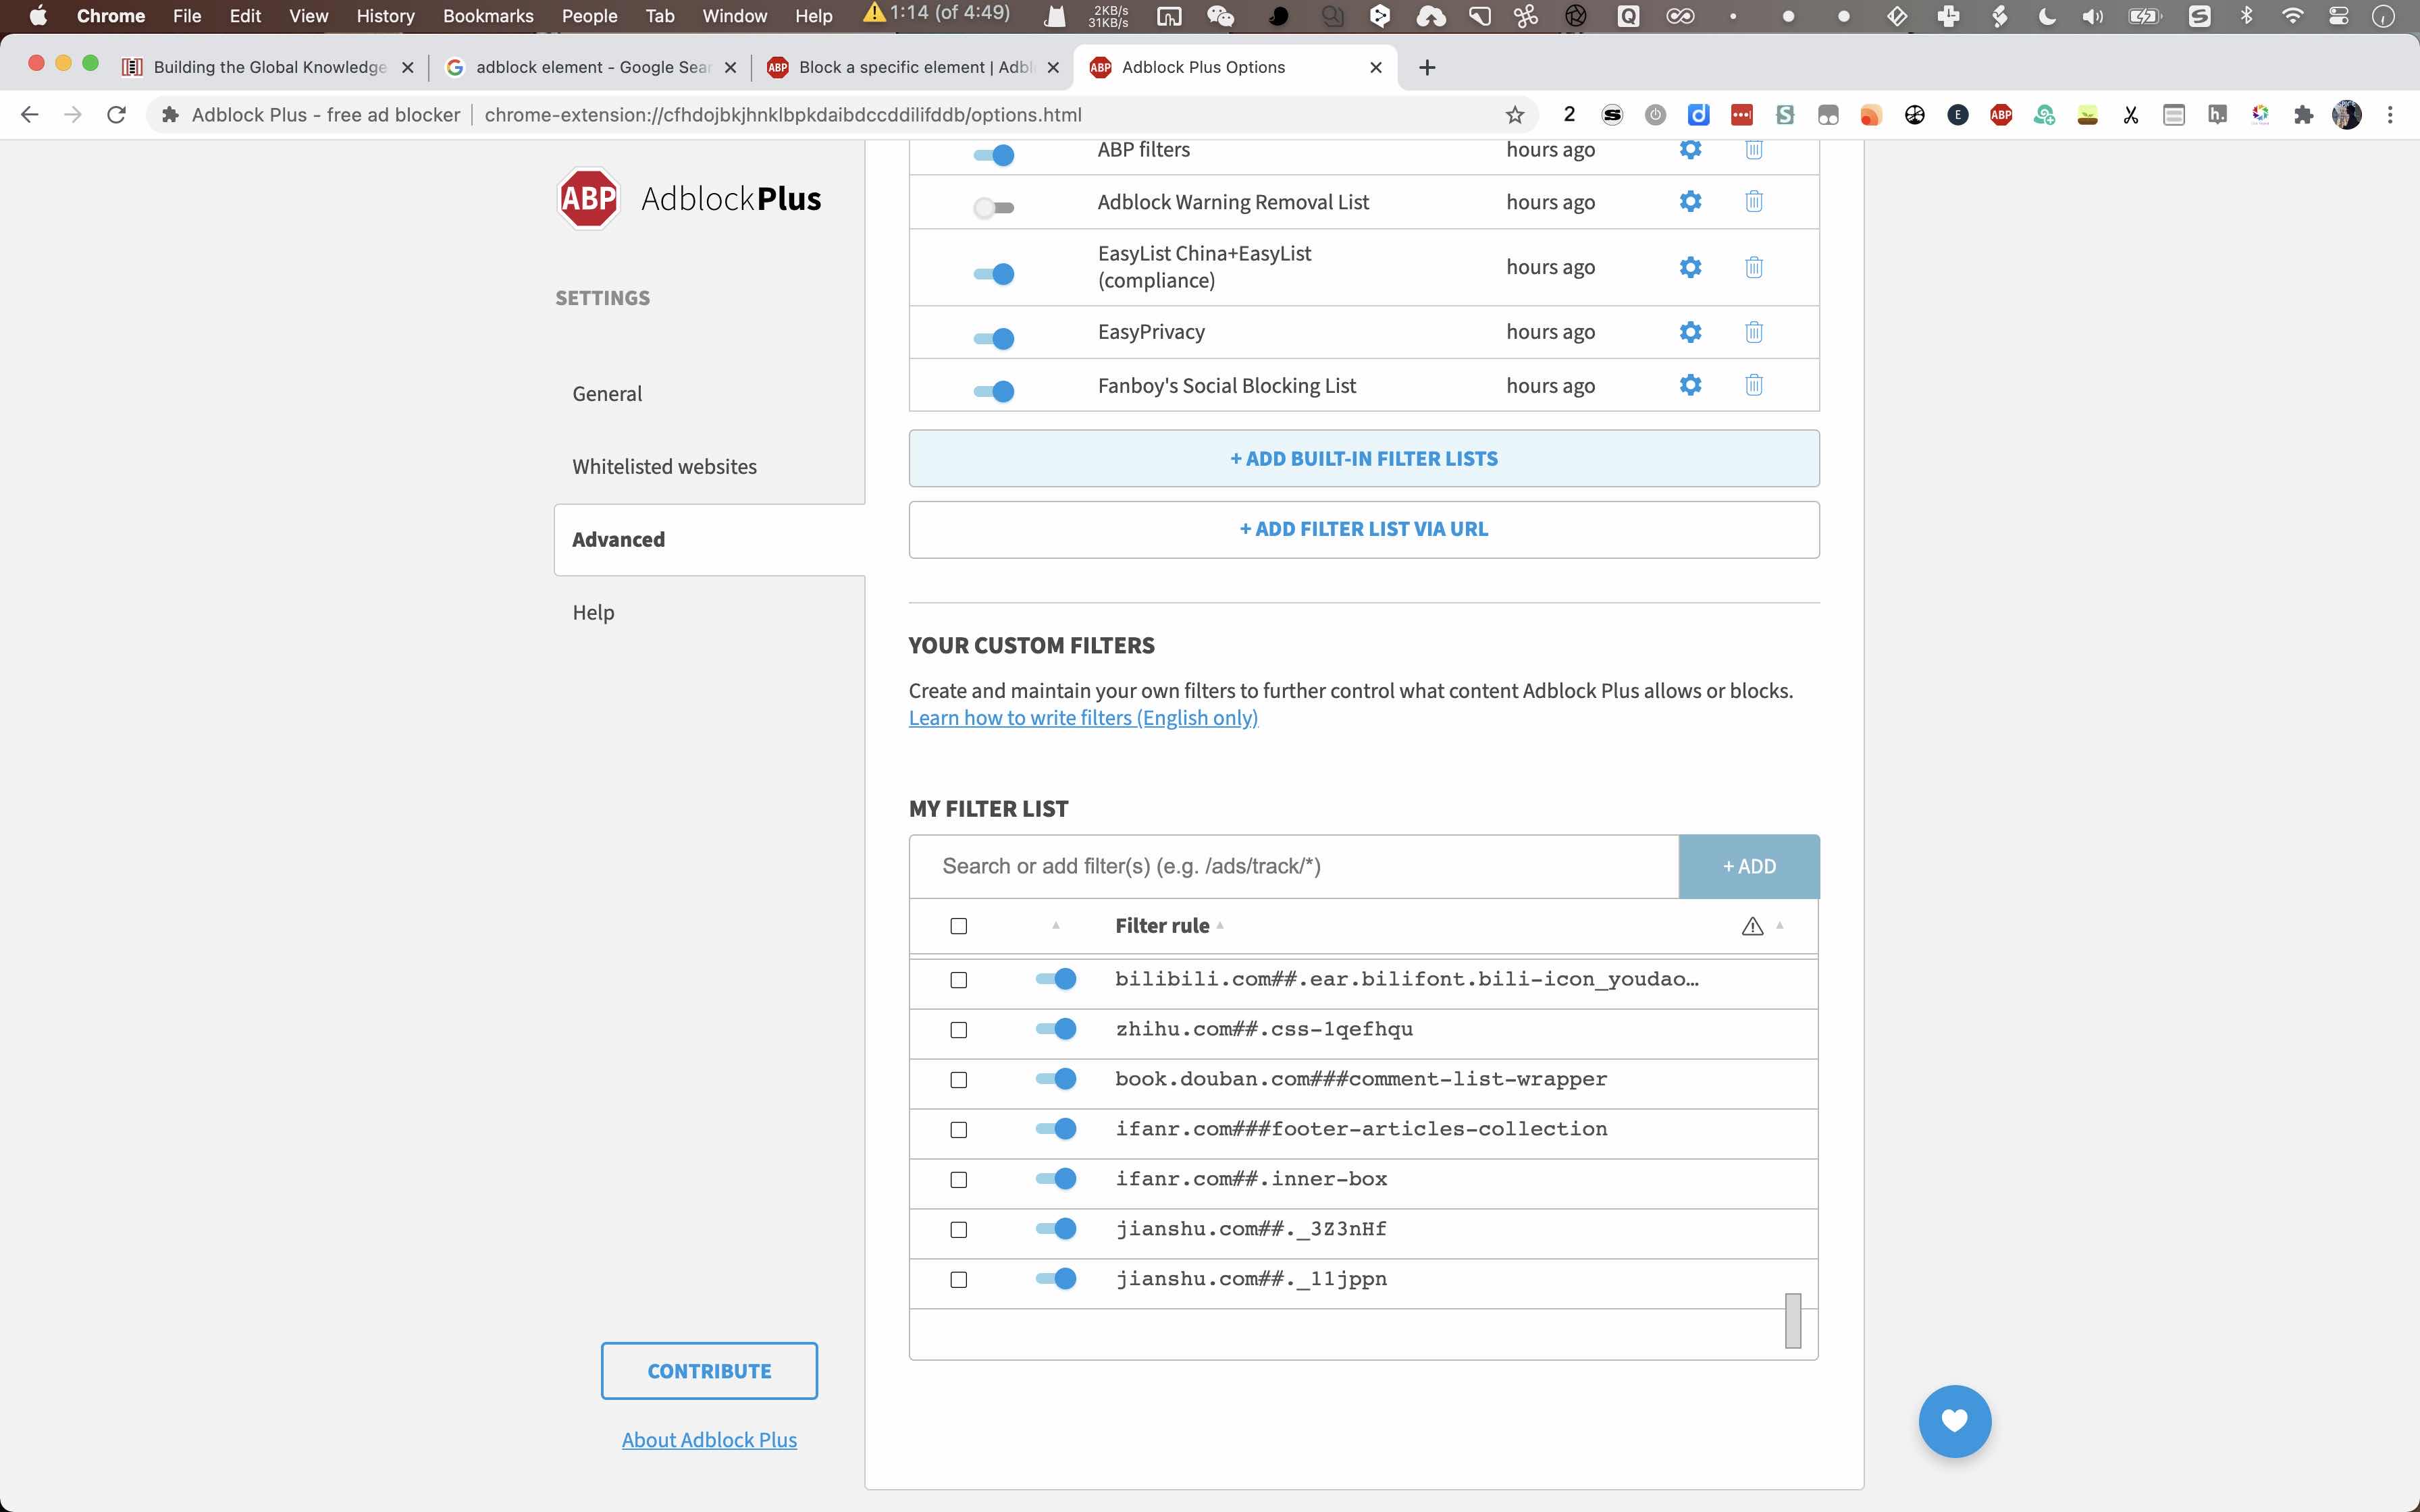 Chrome File Edit View History Bookmarks People Tab Window Help 1:14 (of 4:49) 2KB/s 31KB/s
Building the Global Knowledge
adblock element - Google Sear
ABP Block a specific element | Adbl
ABP Adblock Plus Options
Adblock Plus - free ad blocker chrome-extension://cfhdojbkjhnklbpkdaibdccddilifddb/options.html
2 ABP
ABP AdblockPlus
SETTINGS
General
Whitelisted websites
Advanced
Help
CONTRIBUTE
About Adblock Plus
ABP filters hours ago
Adblock Warning Removal List hours ago
EasyList China+EasyList
(compliance) hours ago
EasyPrivacy hours ago
Fanboy's Social Blocking List hours ago
+ ADD BUILT-IN FILTER LISTS
+ ADD FILTER LIST VIA URL
YOUR CUSTOM FILTERS
Create and maintain your own filters to further control what content Adblock Plus allows or blocks.
Learn how to write filters (English only)
MY FILTER LIST
Search or add filter(s) (e.g. /ads/track/*) + ADD
Filter rule
bilibili.com##.ear.bilifont.bili-icon_youdao…
zhihu.com##.css-1qefhqu
book.douban.com###comment-list-wrapper
ifanr.com###footer-articles-collection
ifanr.com##.inner-box
jianshu.com##._3Z3nHf
jianshu.com##._11jppn